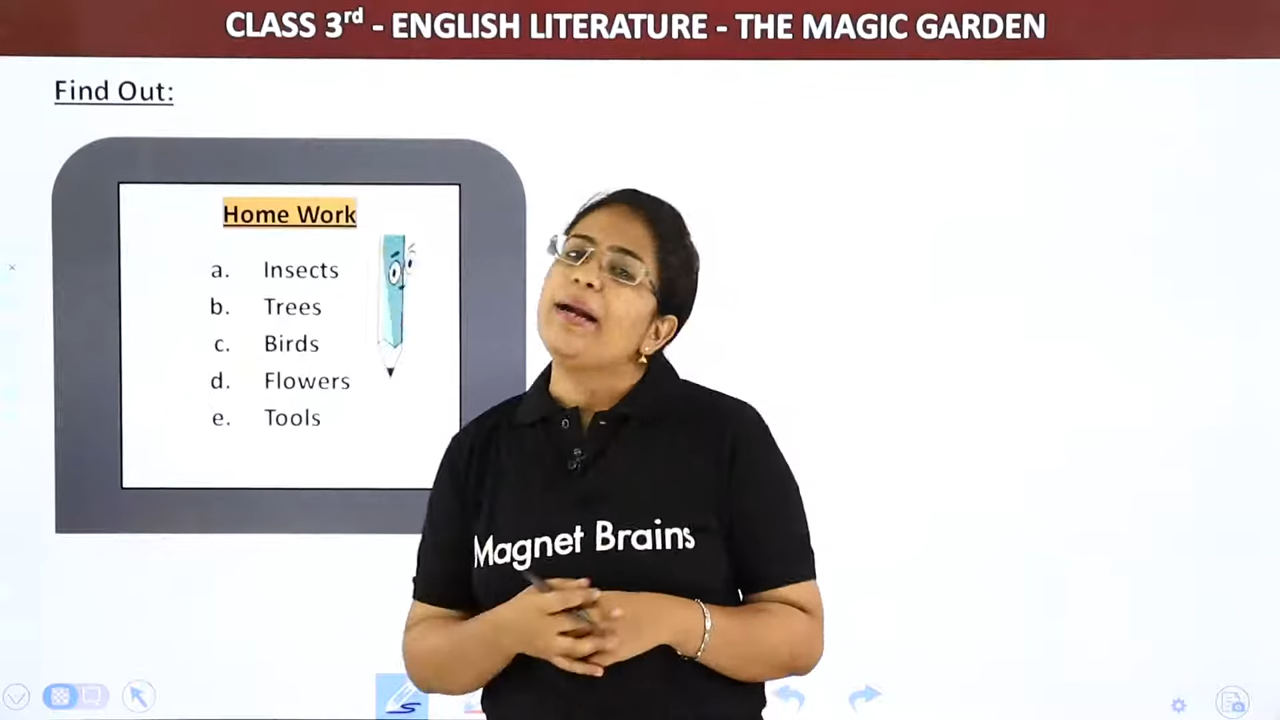 CLASS 3rd - ENGLISH LITERATURE - THE MAGIC GARDEN
Find Out:
Home Work
a. Insects
b. Trees
c. Birds
d. Flowers
e. Tools
Magnet Brains